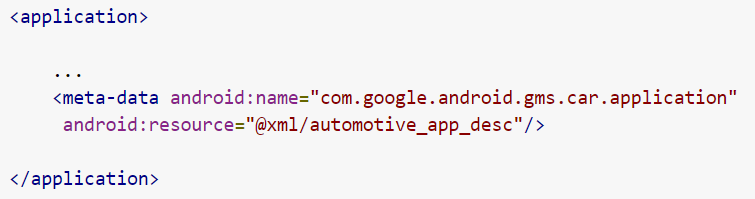 <application>
...
<meta-data android:name="com.google.android.gms.car.application"
android:resource="@xml/automotive_app_desc"/>
</application>